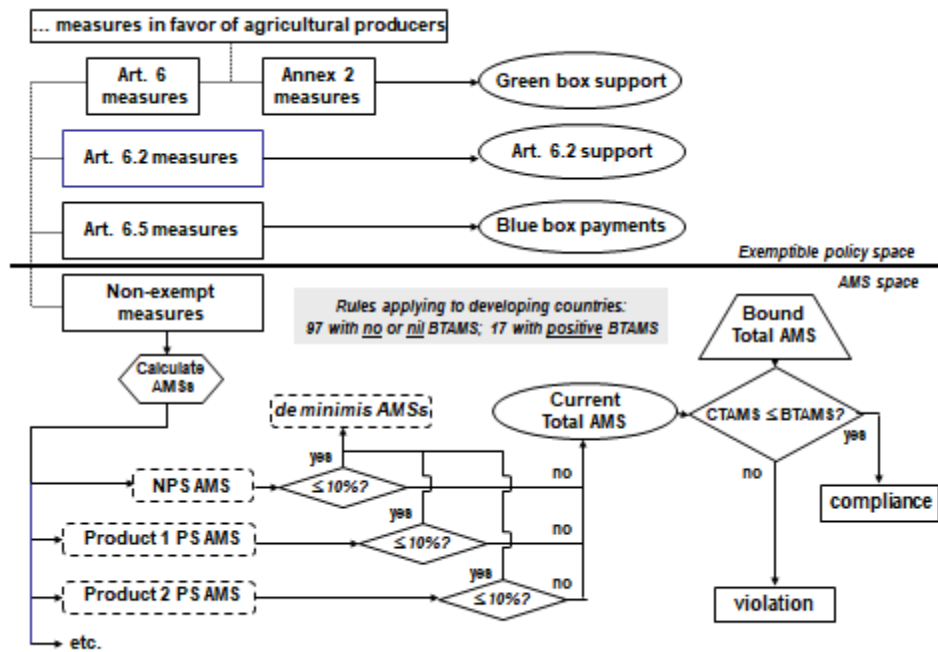 ... measures in favor of agricultural producers
Art. 6
measures
Annex 2
measures
Green box support
Art. 6.2 measures
Art. 6.2 support
Art. 6.5 measures
Blue box payments
Exemptible policy space
AMS space
Non-exempt
measures
Rules applying to developing countries:
97 with no or nil BTAMS; 17 with positive BTAMS
Bound
Total AMS
Calculate
AMSs
de minimis AMSs
Current
Total AMS
CTAMS ≤ BTAMS?
yes
no
yes
NPS AMS
≤10%?
no
compliance
yes
Product 1 PS AMS
≤10%?
no
yes
Product 2 PS AMS
≤10%?
no
violation
etc.